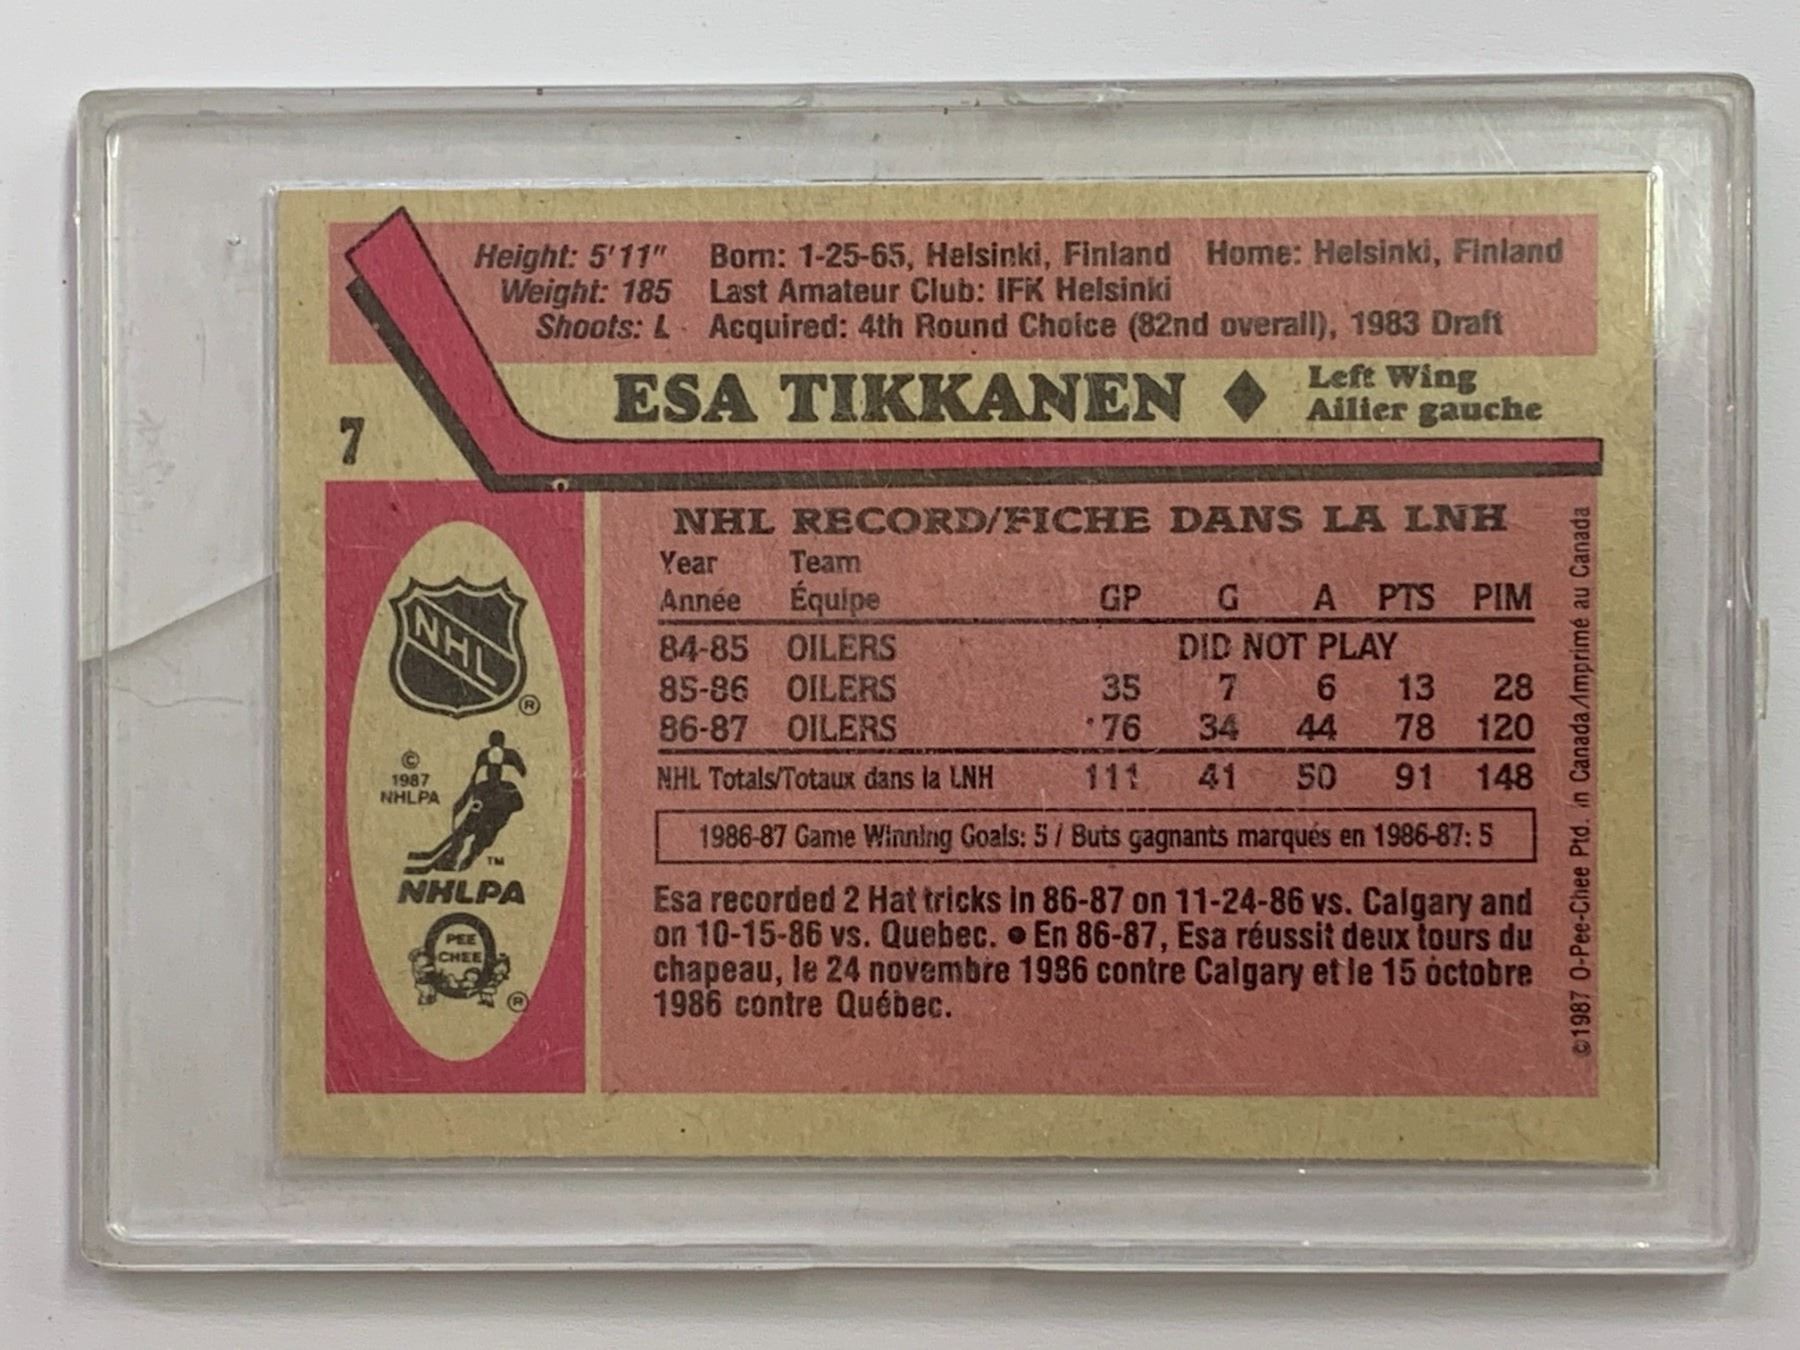 Height: 5'11" Born: 1-25-65, Helsinki, Finland Home: Helsinki, Finland
Weight: 185 Last Amateur Club: IFK Helsinki
Shoots: L Acquired: 4th Round Choice (82nd overall), 1983 Draft
ESA TIKKANEN ♦ Left Wing
Ailier gauche
7
NHL RECORD/FICHE DANS LA LNH
Year Team
Année Équipe GP G A PTS PIM
84-85 OILERS DID NOT PLAY
85-86 OILERS 35 7 6 13 28
86-87 OILERS 76 34 44 78 120
NHL Totals/Totaux dans la LNH 111 41 50 91 148
1986-87 Game Winning Goals: 5 / Buts gagnants marqués en 1986-87: 5
Esa recorded 2 Hat tricks in 86-87 on 11-24-86 vs. Calgary and
on 10-15-86 vs. Quebec. ● En 86-87, Esa réussit deux tours du
chapeau, le 24 novembre 1986 contre Calgary et le 15 octobre
1986 contre Québec.
NHL
®
©
1987
NHLPA
TM
NHLPA
PEE
CHEE
®
©1987 O-Pee-Chee Ptd. in Canada/Imprimé au Canada